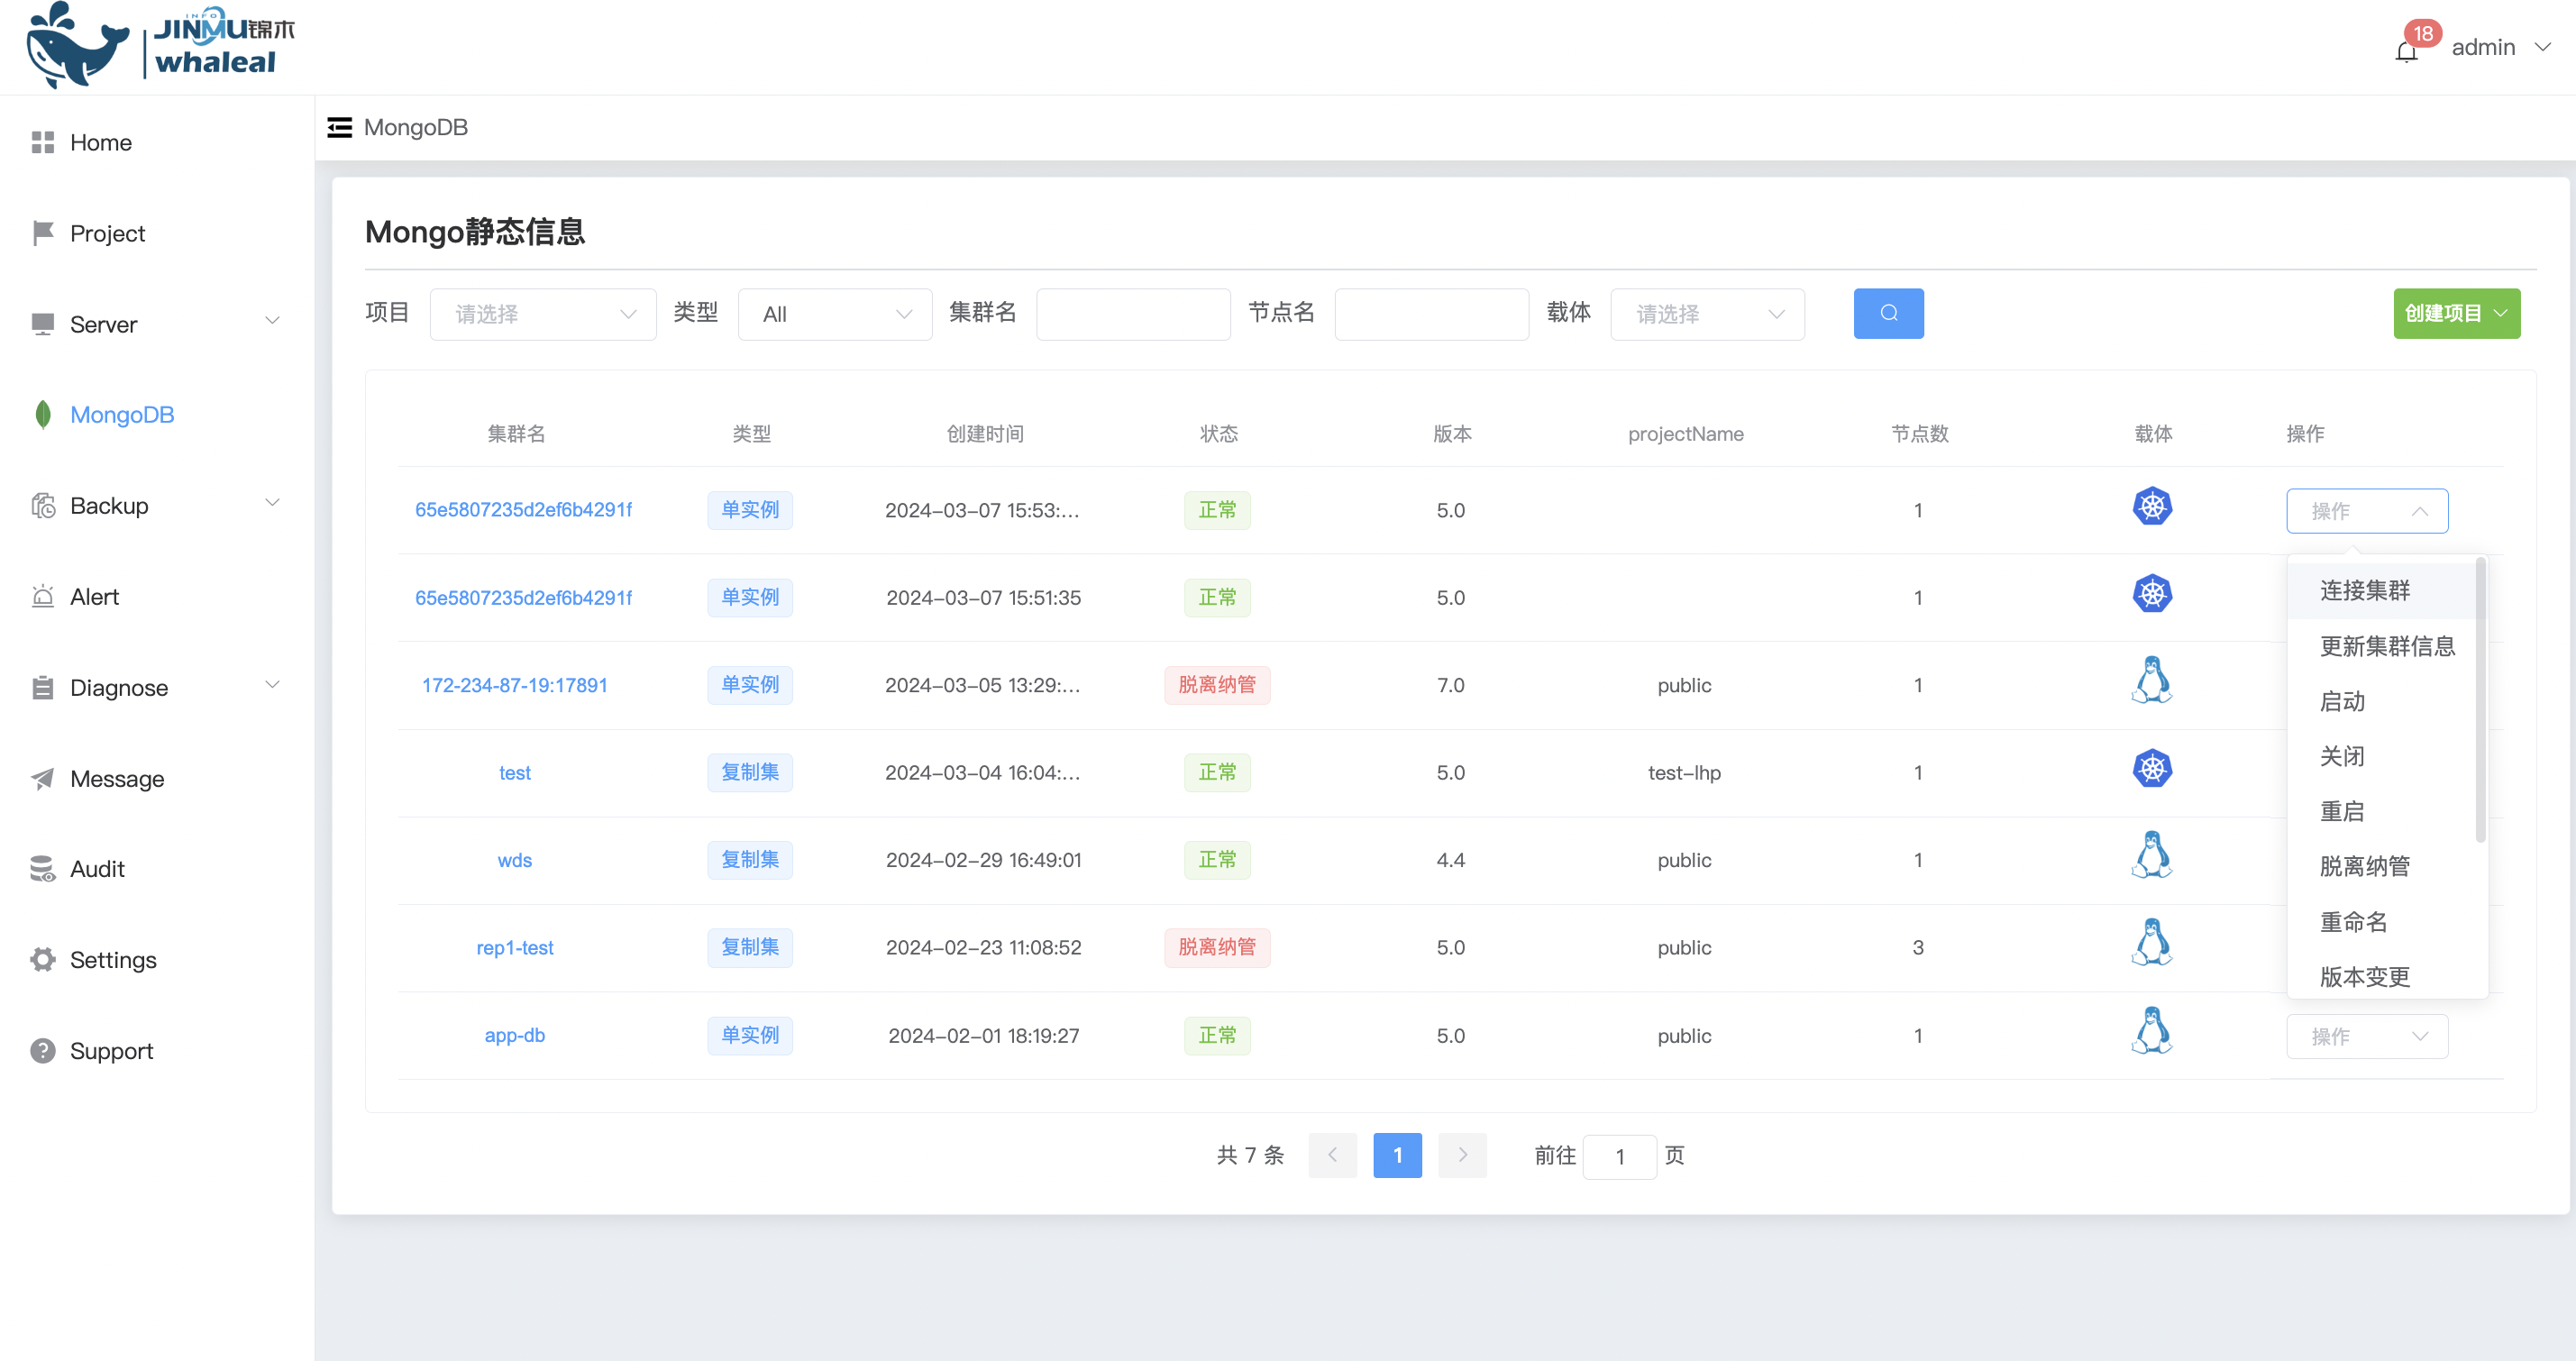 INFO
JINMU锦木
whaleal
18
admin
Home
Project
Server
MongoDB
Backup
Alert
Diagnose
Message
Audit
Settings
Support
MongoDB
Mongo静态信息
项目 请选择 类型 All 集群名 节点名 载体 请选择 创建项目
集群名 类型 创建时间 状态 版本 projectName 节点数 载体 操作
65e5807235d2ef6b4291f 单实例 2024-03-07 15:53:... 正常 5.0 1 操作
65e5807235d2ef6b4291f 单实例 2024-03-07 15:51:35 正常 5.0 1
172-234-87-19:17891 单实例 2024-03-05 13:29:... 脱离纳管 7.0 public 1
test 复制集 2024-03-04 16:04:... 正常 5.0 test-lhp 1
wds 复制集 2024-02-29 16:49:01 正常 4.4 public 1
rep1-test 复制集 2024-02-23 11:08:52 脱离纳管 5.0 public 3
app-db 单实例 2024-02-01 18:19:27 正常 5.0 public 1 操作
连接集群
更新集群信息
启动
关闭
重启
脱离纳管
重命名
版本变更
共 7 条 1 前往 1 页